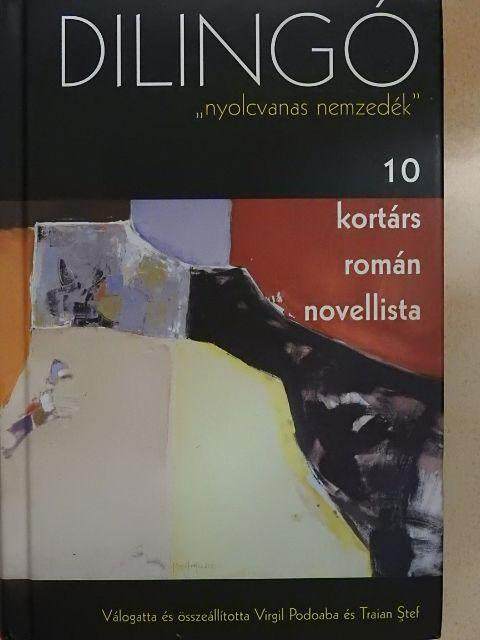 DILINGÓ
„nyolcvanas nemzedék”
10
kortárs
román
novellista
Válogatta és összeállította Virgil Podoaba és Traian Ştef